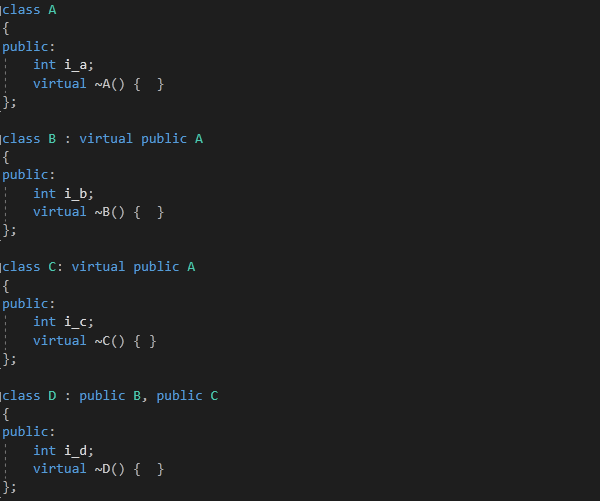 class A
{
public:
int i_a;
virtual ~A() {  }
};
class B : virtual public A
{
public:
int i_b;
virtual ~B() {  }
};
class C: virtual public A
{
public:
int i_c;
virtual ~C() { }
};
class D : public B, public C
{
public:
int i_d;
virtual ~D() {  }
};